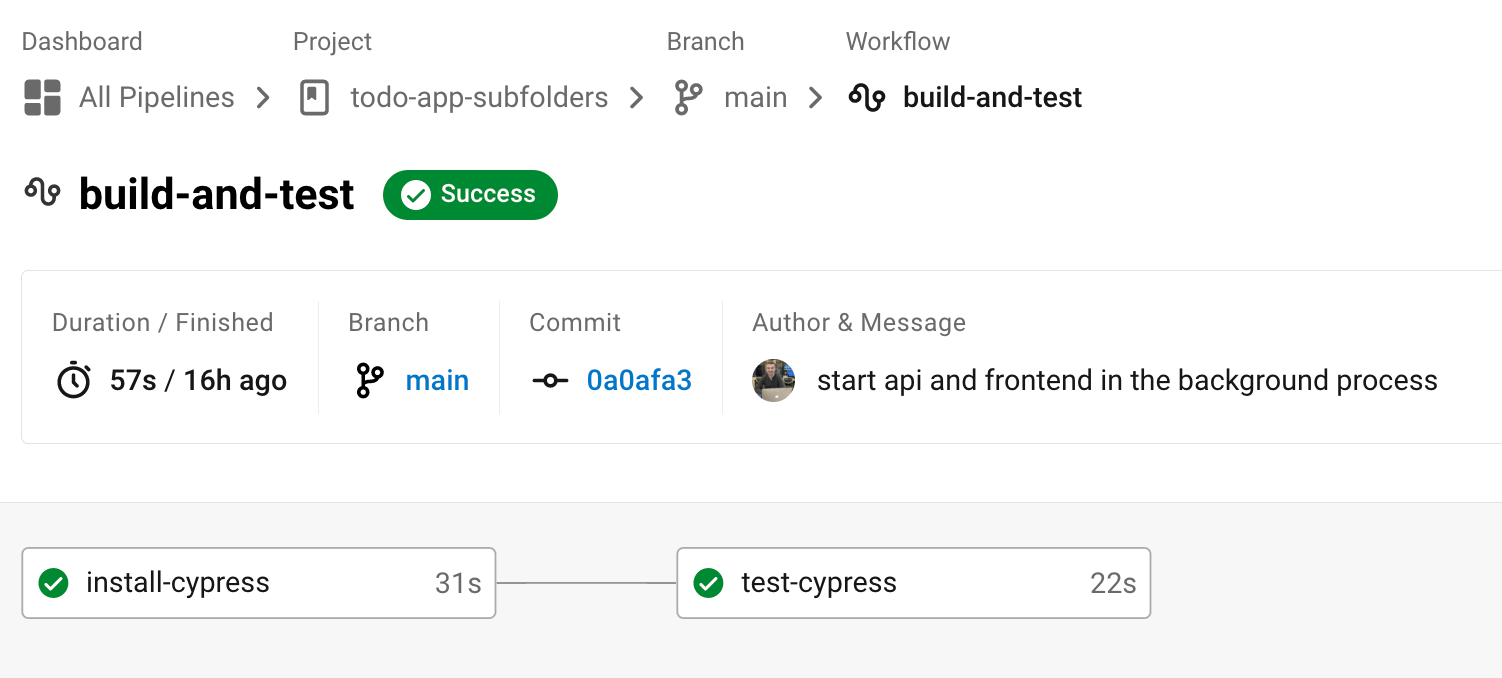 Dashboard Project Branch Workflow
All Pipelines todo-app-subfolders main build-and-test
build-and-test Success
Duration / Finished Branch Commit Author & Message
57s / 16h ago main 0a0afa3 start api and frontend in the background process
install-cypress 31s test-cypress 22s